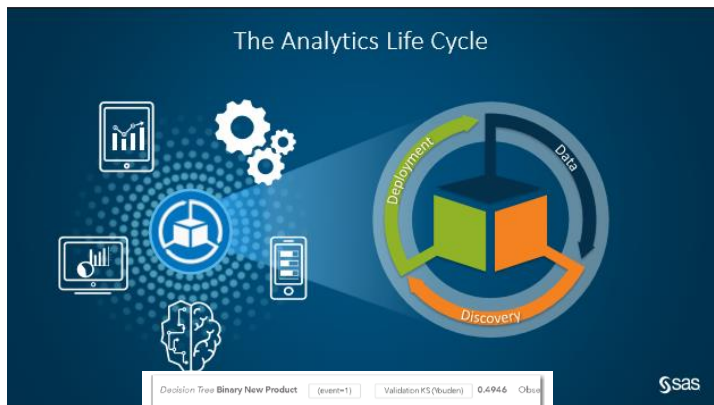 The Analytics Life Cycle
Deployment
Data
Discovery
Decision Tree Binary New Product (event=1) Validation KS (Youden) 0.4946 Obse
sas